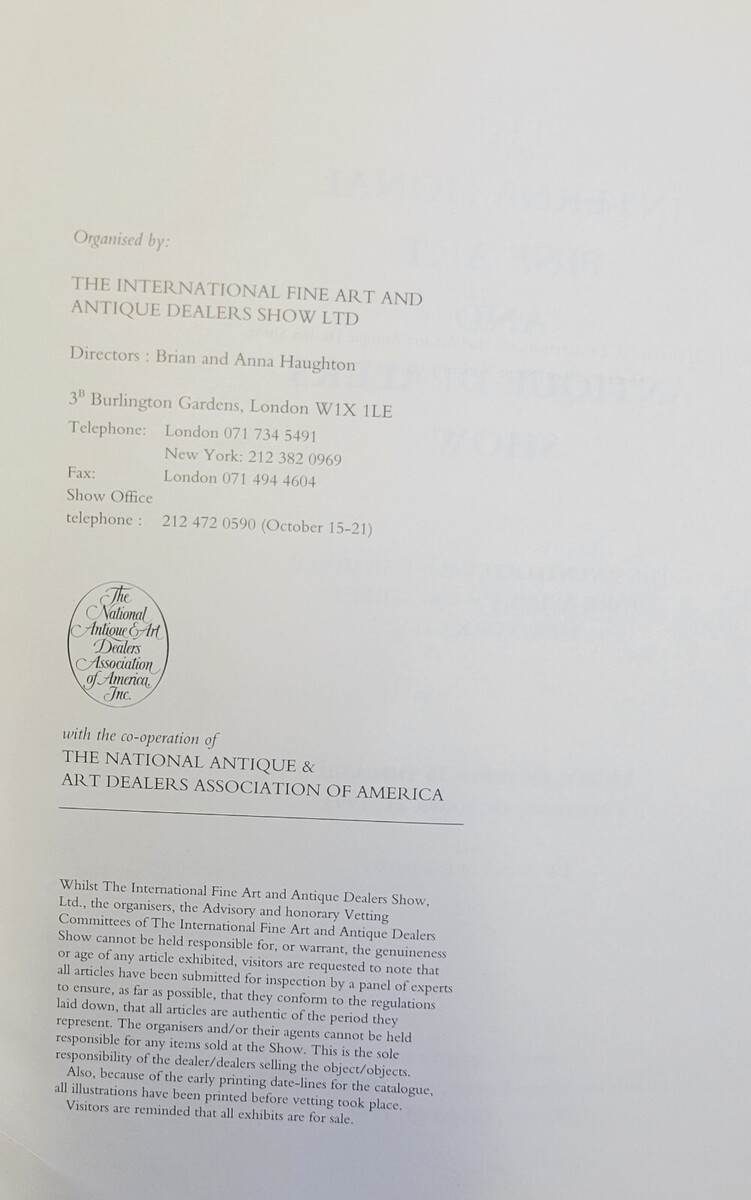 Organised by:
THE INTERNATIONAL FINE ART AND
ANTIQUE DEALERS SHOW LTD
Directors : Brian and Anna Haughton
3B Burlington Gardens, London W1X 1LE
Telephone: London 071 734 5491
New York: 212 382 0969
Fax: London 071 494 4604
Show Office
telephone : 212 472 0590 (October 15-21)
The
National
Antique & Art
Dealers
Association
of America,
Inc.
with the co-operation of
THE NATIONAL ANTIQUE &
ART DEALERS ASSOCIATION OF AMERICA
Whilst The International Fine Art and Antique Dealers Show,
Ltd., the organisers, the Advisory and honorary Vetting
Committees of The International Fine Art and Antique Dealers
Show cannot be held responsible for, or warrant, the genuineness
or age of any article exhibited, visitors are requested to note that
all articles have been submitted for inspection by a panel of experts
to ensure, as far as possible, that they conform to the regulations
laid down, that all articles are authentic of the period they
represent. The organisers and/or their agents cannot be held
responsible for any items sold at the Show. This is the sole
responsibility of the dealer/dealers selling the object/objects.
Also, because of the early printing date-lines for the catalogue,
all illustrations have been printed before vetting took place.
Visitors are reminded that all exhibits are for sale.